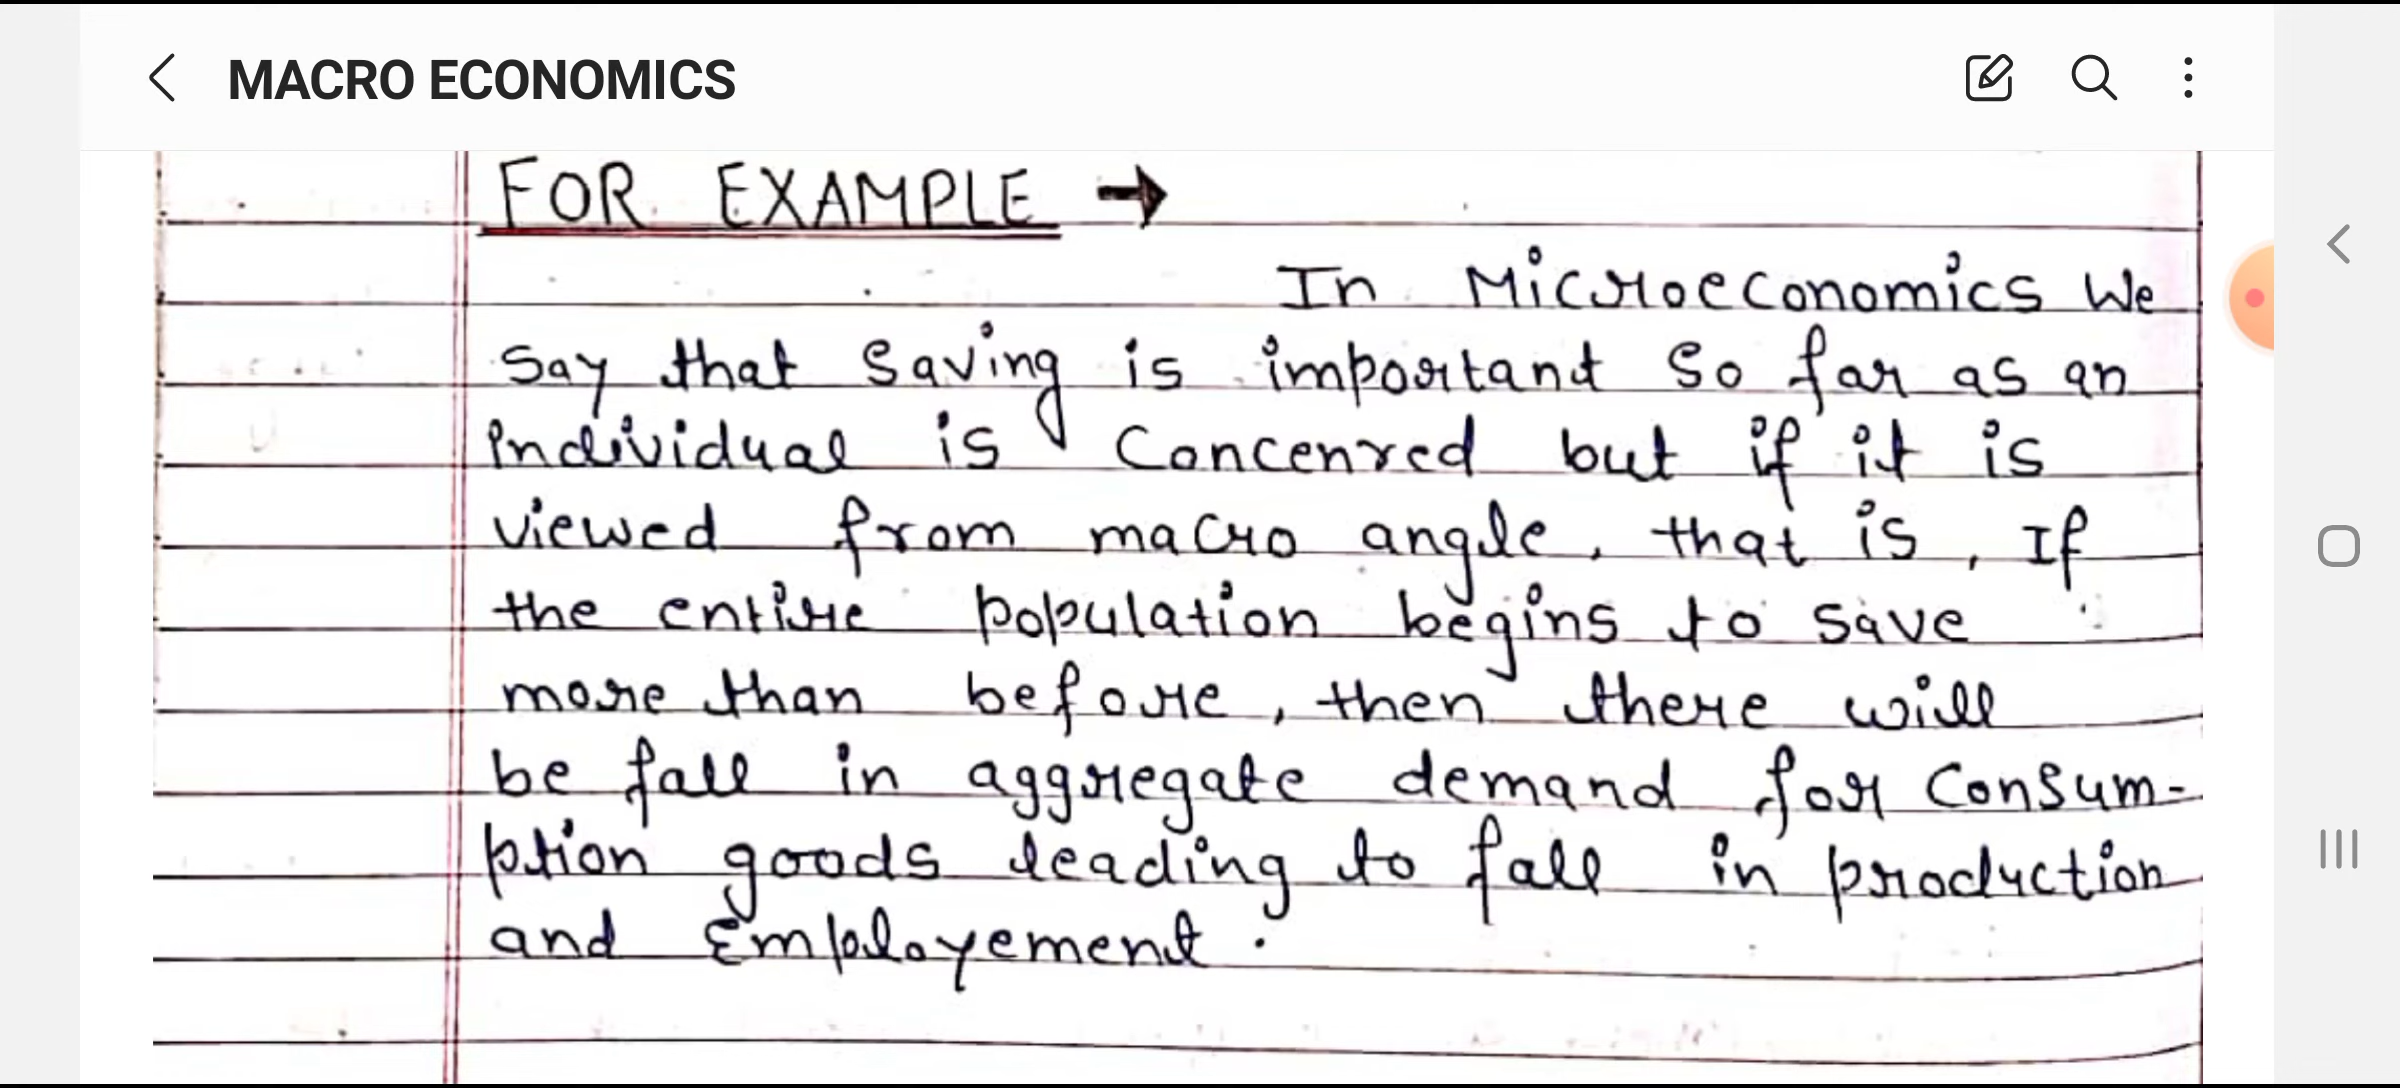 MACRO ECONOMICS
FOR EXAMPLE →
In Microeconomics We
say that Saving is important So far as an
individual is Concenred but if it is
viewed from macro angle, that is, If
the entire population begins to save
more than before, then there will
be fall in aggregate demand for Consum-
ption goods leading to fall in production
and Employement.